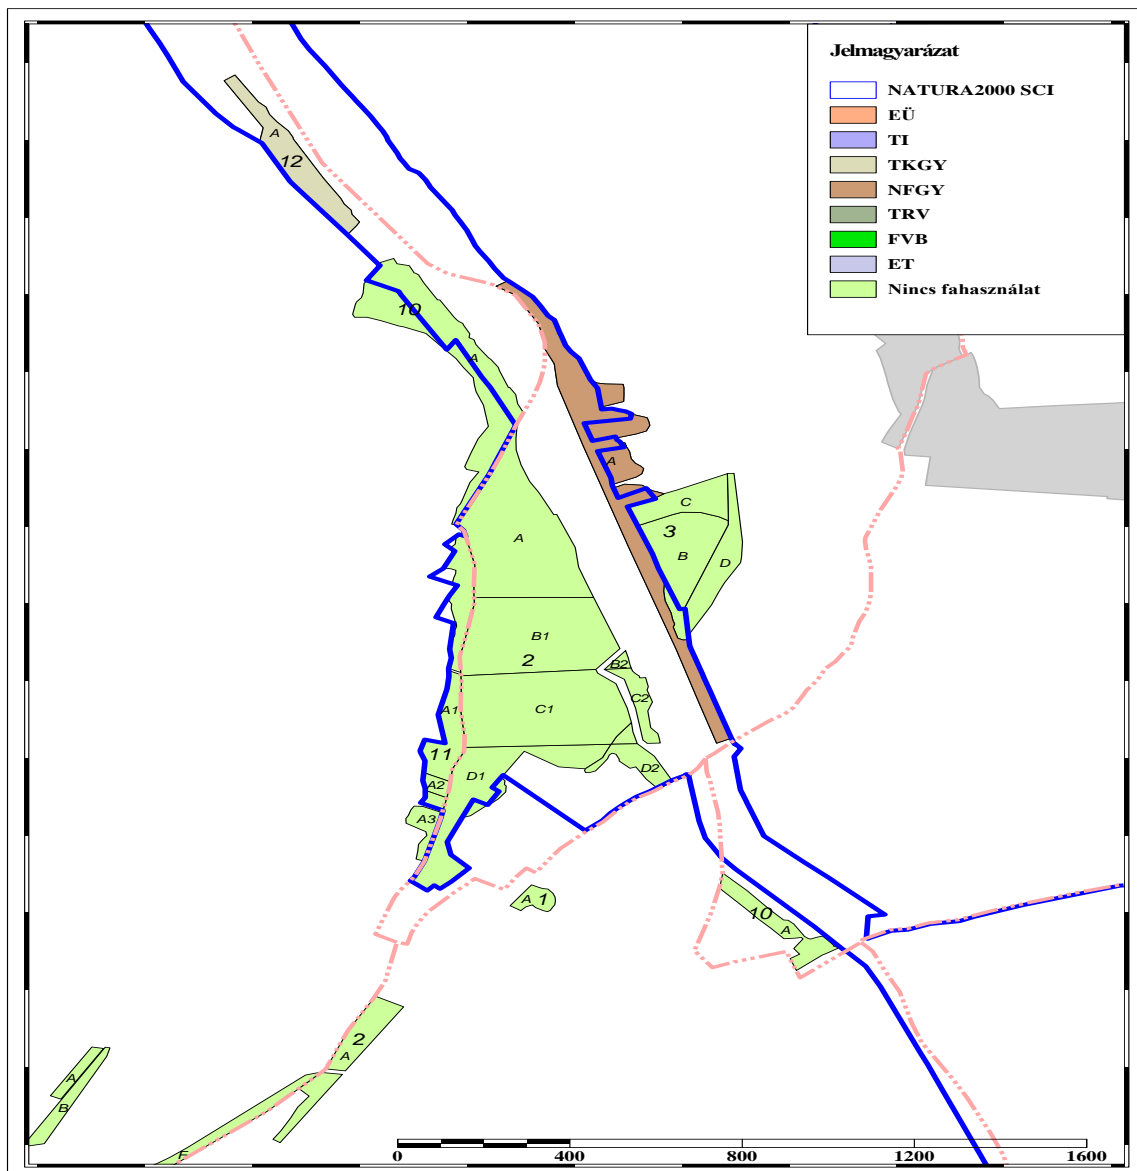 Jelmagyarázat
NATURA2000 SCI
EÜ
TI
TKGY
NFGY
TRV
FVB
ET
Nincs fahasználat
A
12
10
A
A
C
3
A
B
D
B1
2
B2
C2
A1
C1
11
D1
D2
A2
A3
A 1
10
A
2
A
A
B
F
0 400 800 1200 1600